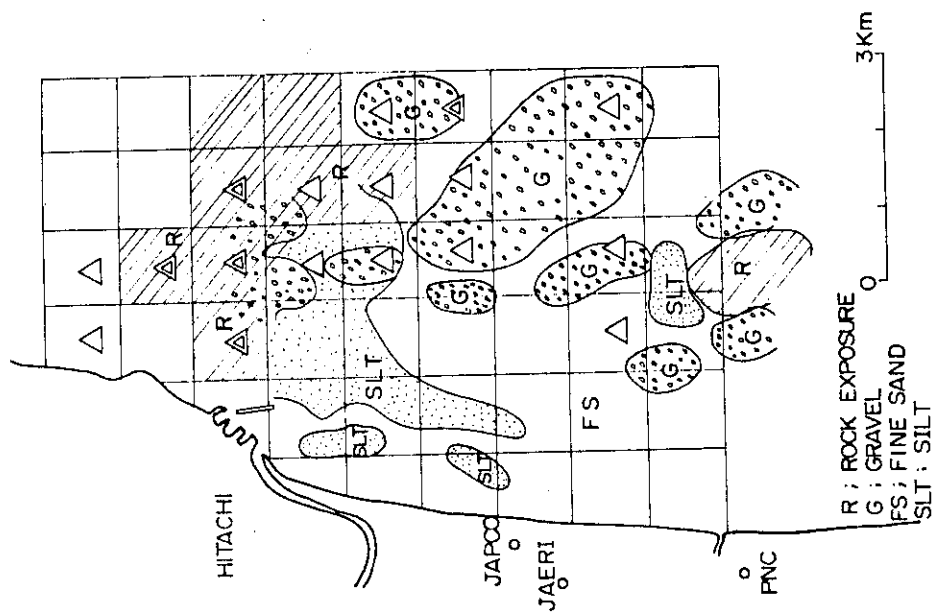 HITACHI
JAPCO
JAERI
PNC
R
R
R
SLT
SLT
SLT
FS
G
G
G
G
G
SLT
G
R
G
0 3Km
R ; ROCK EXPOSURE
G ; GRAVEL
FS ; FINE SAND
SLT ; SILT